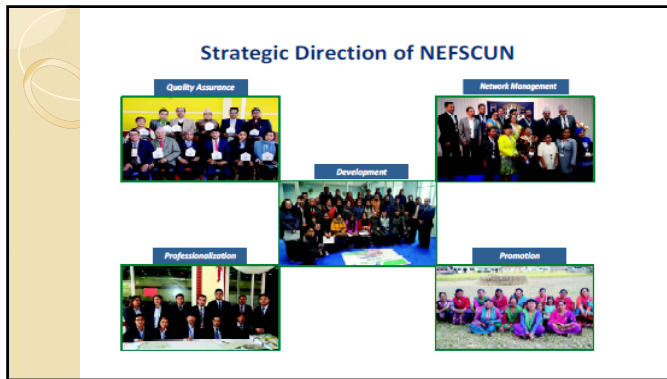 Strategic Direction of NEFSCUN
Quality Assurance
Network Management
Development
Professionalization
Promotion